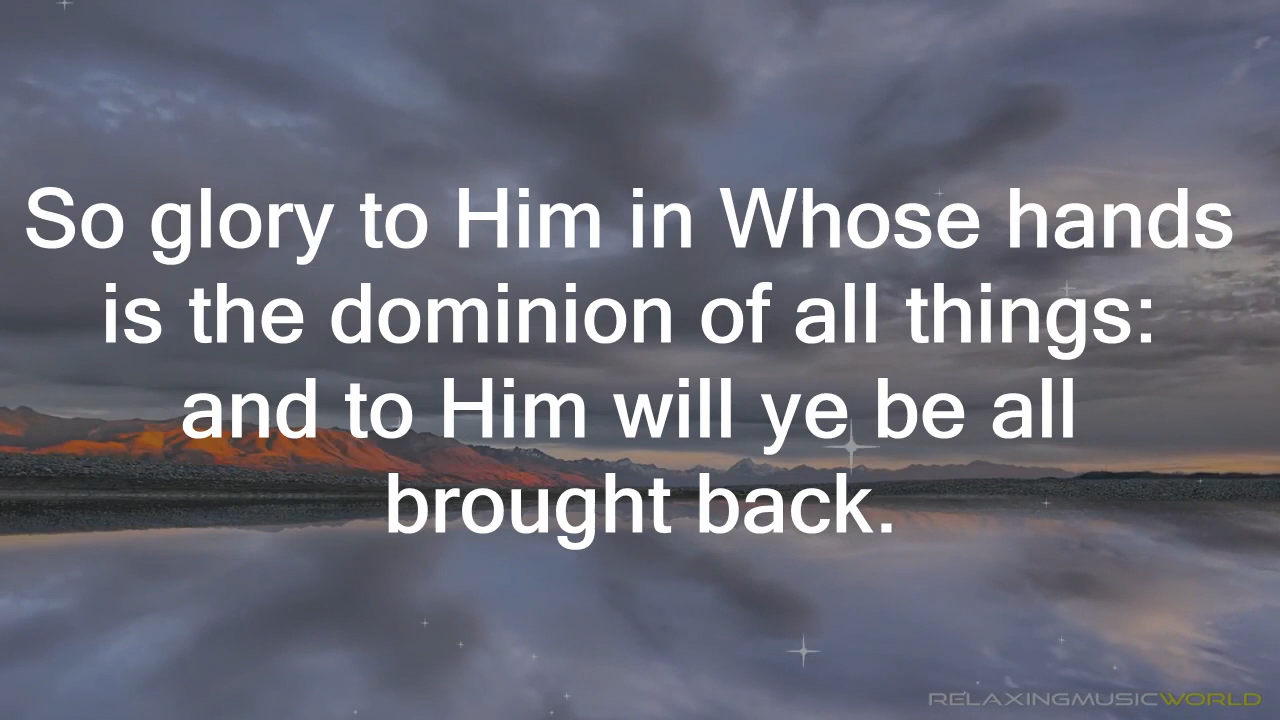 So glory to Him in Whose hands
is the dominion of all things:
and to Him will ye be all
brought back.
RELAXINGMUSICWORLD